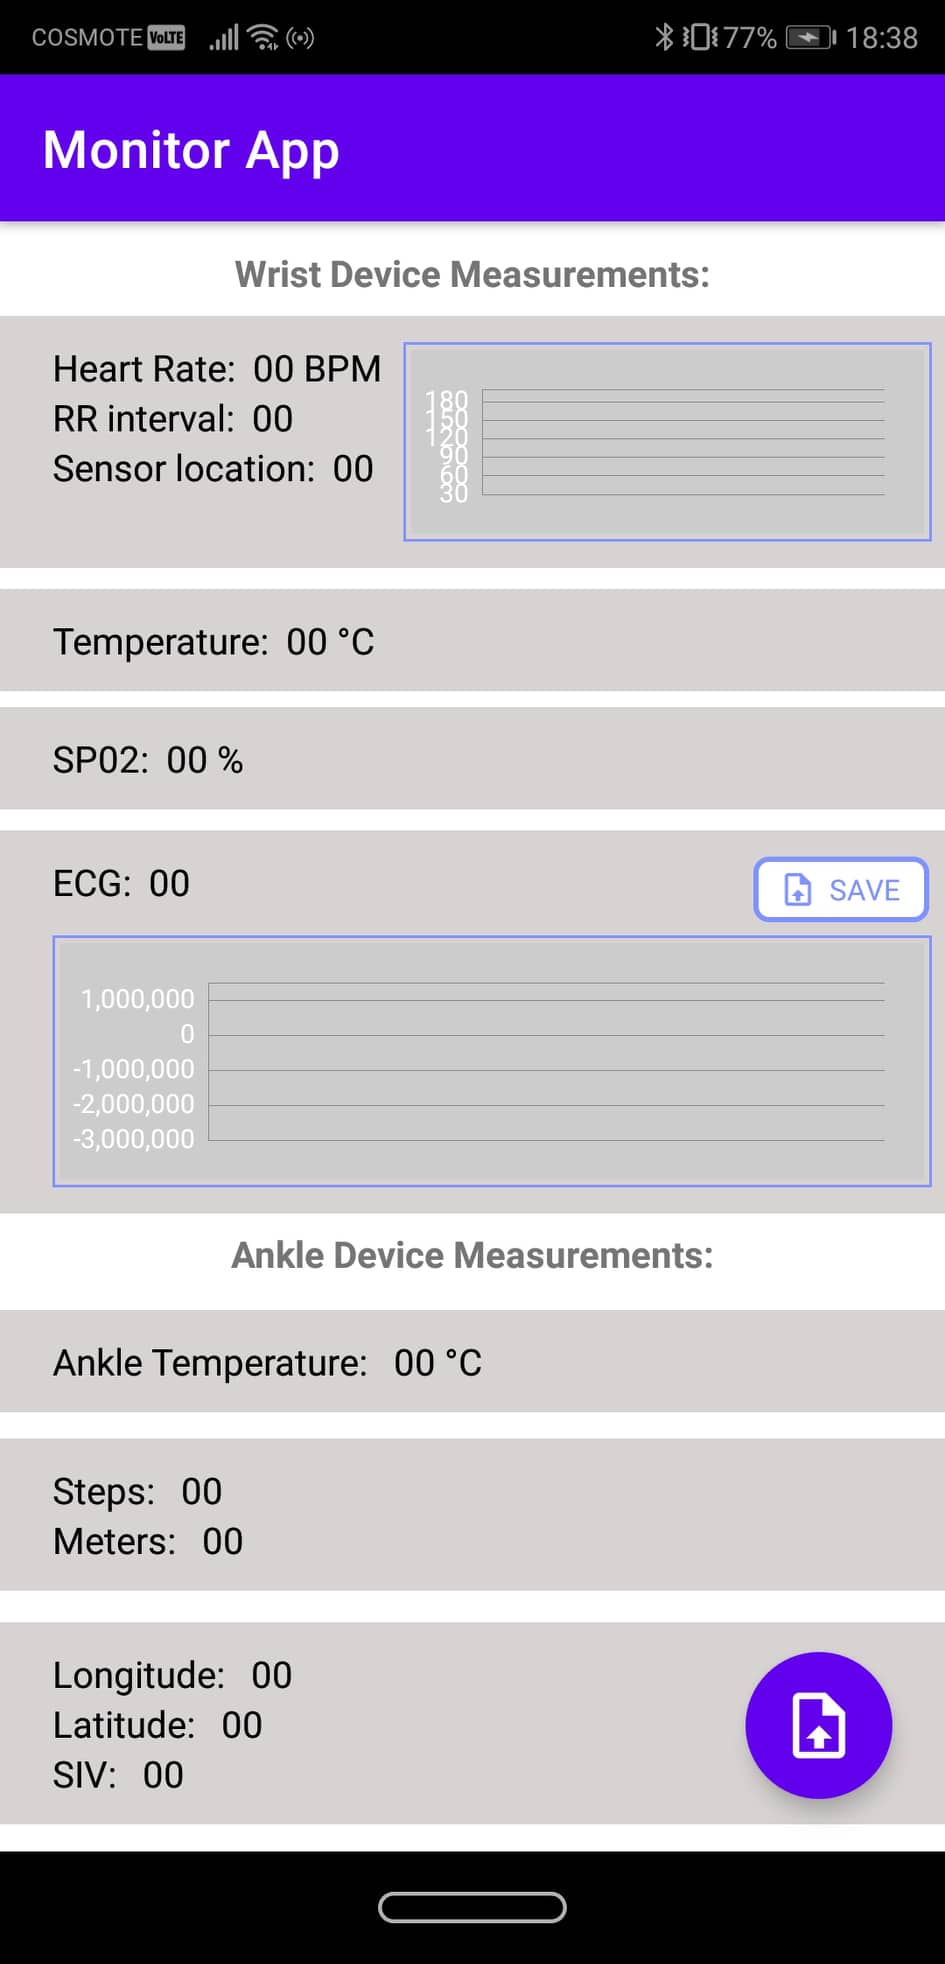 COSMOTE VoLTE 77% 18:38
Monitor App
Wrist Device Measurements:
Heart Rate: 00 BPM
RR interval: 00
Sensor location: 00
180
150
120
90
60
30
Temperature: 00 °C
SP02: 00 %
ECG: 00
SAVE
1,000,000
0
-1,000,000
-2,000,000
-3,000,000
Ankle Device Measurements:
Ankle Temperature: 00 °C
Steps: 00
Meters: 00
Longitude: 00
Latitude: 00
SIV: 00